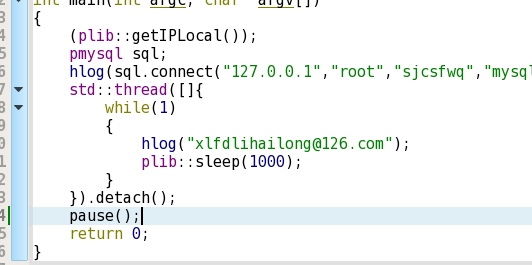 int main(int argc, char *argv[])
{
(plib::getIPLocal());
pmysql sql;
hlog(sql.connect("127.0.0.1","root","sjcsfwq","mysql
std::thread([]{
while(1)
{
hlog("xlfdlihailong@126.com");
plib::sleep(1000);
}
}).detach();
pause();
return 0;
}